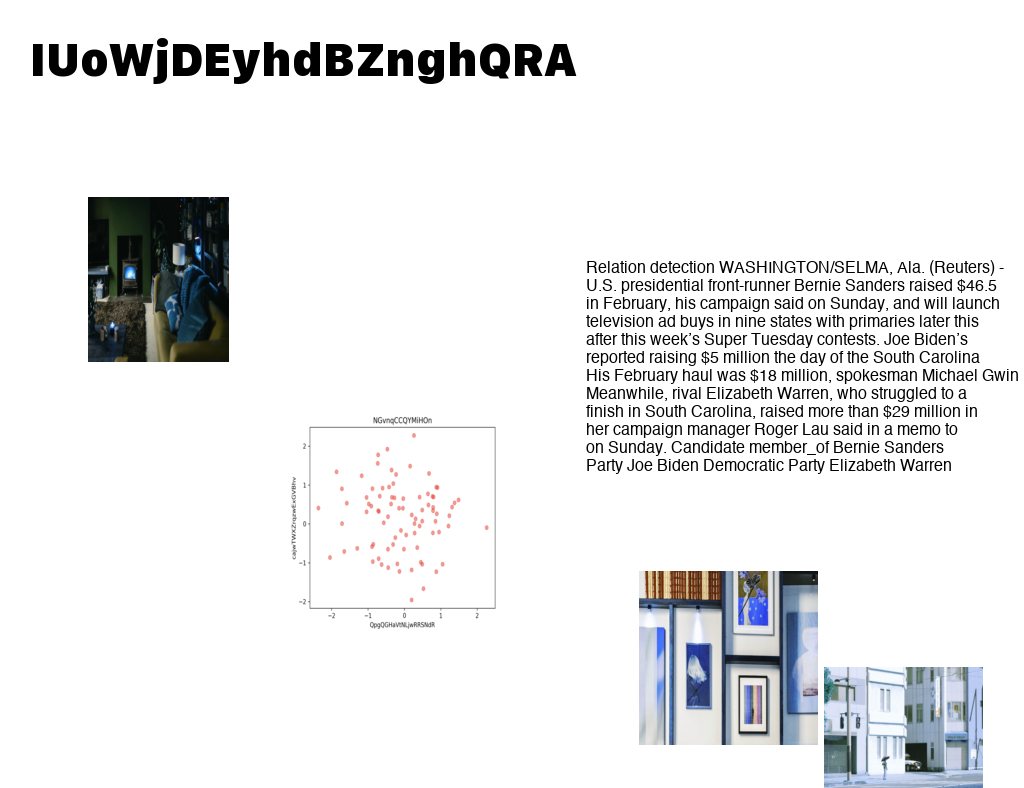 IUoWjDEyhdBZnghQRA
Relation detection WASHINGTON/SELMA, Ala. (Reuters) -
U.S. presidential front-runner Bernie Sanders raised $46.5
in February, his campaign said on Sunday, and will launch
television ad buys in nine states with primaries later this
after this week’s Super Tuesday contests. Joe Biden’s
reported raising $5 million the day of the South Carolina
His February haul was $18 million, spokesman Michael Gwin
Meanwhile, rival Elizabeth Warren, who struggled to a
finish in South Carolina, raised more than $29 million in
her campaign manager Roger Lau said in a memo to
on Sunday. Candidate member_of Bernie Sanders
Party Joe Biden Democratic Party Elizabeth Warren
NGvnqCCQYMiHOn
2
1
0
−1
−2
−2 −1 0 1 2
QpgQGHaVtNLjwRRSNdR